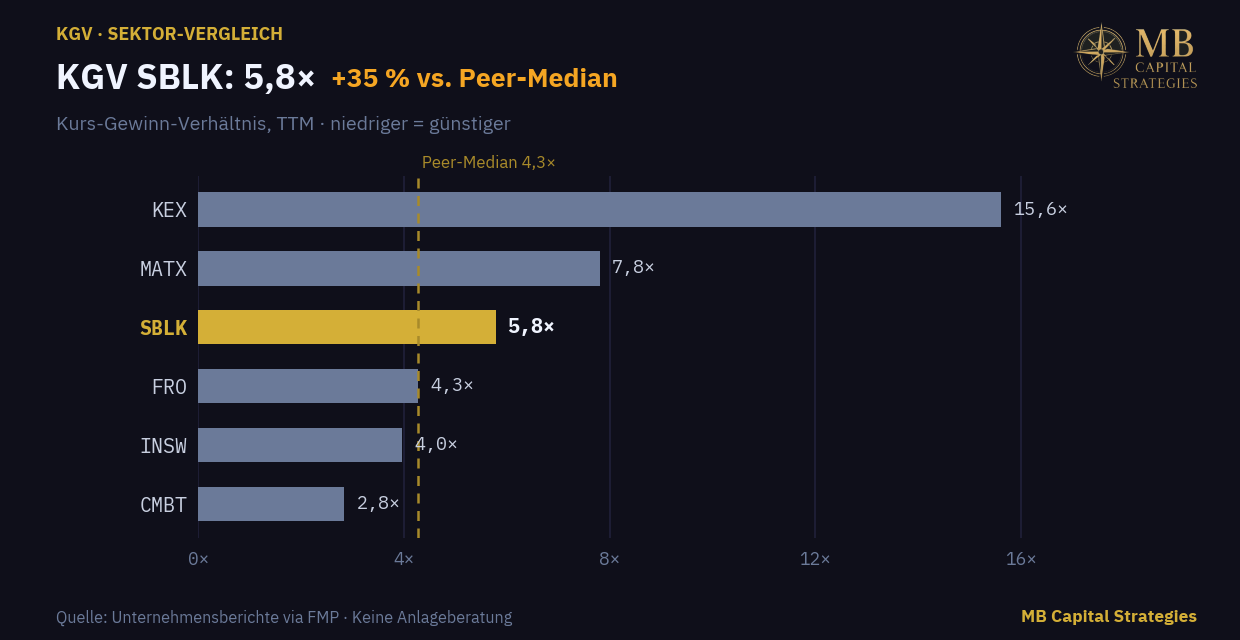 KGV · SEKTOR-VERGLEICH
MB
CAPITAL
STRATEGIES
KGV SBLK: 5,8× +35 % vs. Peer-Median
Kurs-Gewinn-Verhältnis, TTM · niedriger = günstiger
Peer-Median 4,3×
KEX 15,6×
MATX 7,8×
SBLK 5,8×
FRO 4,3×
INSW 4,0×
CMBT 2,8×
0× 4× 8× 12× 16×
Quelle: Unternehmensberichte via FMP · Keine Anlageberatung
MB Capital Strategies